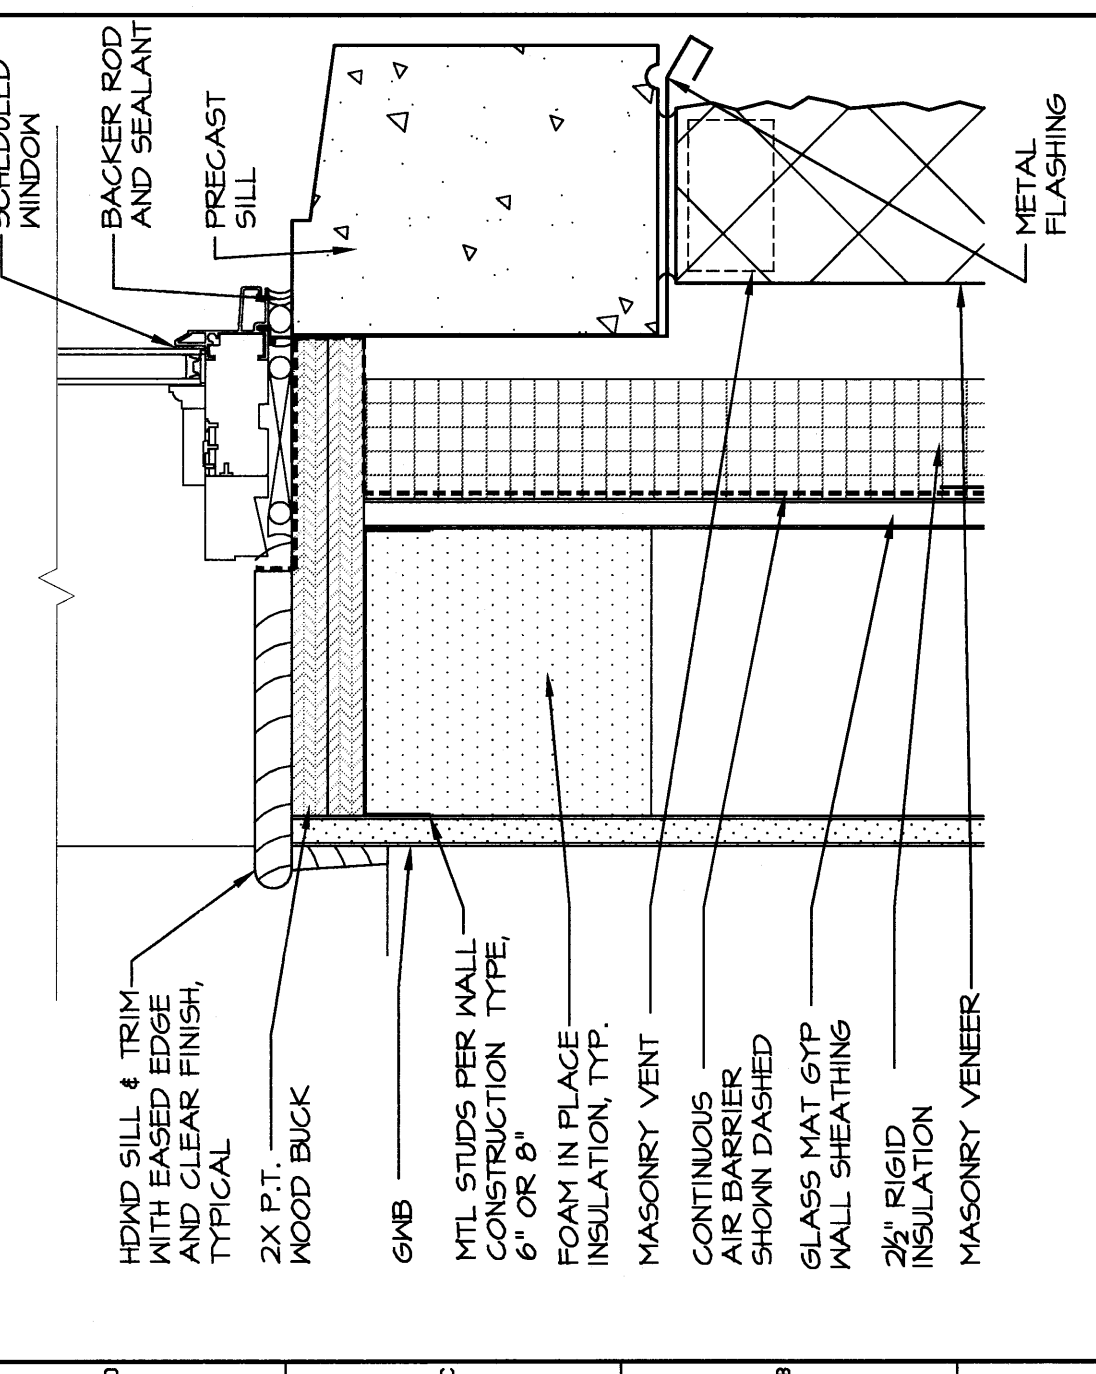 SCHEDULED
WINDOW
BACKER ROD
AND SEALANT
PRECAST
SILL
METAL
FLASHING
HDWD SILL & TRIM
WITH EASED EDGE
AND CLEAR FINISH,
TYPICAL
2X P.T.
WOOD BUCK
GWB
MTL STUDS PER WALL
CONSTRUCTION TYPE,
6" OR 8"
FOAM IN PLACE
INSULATION, TYP.
MASONRY VENT
CONTINUOUS
AIR BARRIER
SHOWN DASHED
GLASS MAT GYP
WALL SHEATHING
2½" RIGID
INSULATION
MASONRY VENEER
C
B